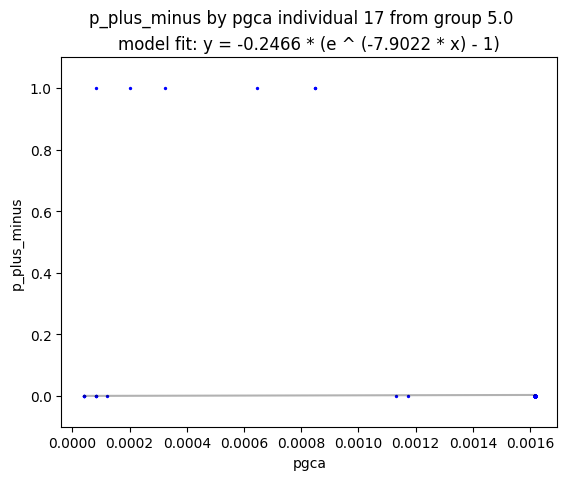 p_plus_minus by pgca individual 17 from group 5.0
model fit: y = -0.2466 * (e ^ (-7.9022 * x) - 1)
1.0
0.8
0.6
0.4
0.2
0.0
p_plus_minus
0.0000 0.0002 0.0004 0.0006 0.0008 0.0010 0.0012 0.0014 0.0016
pgca